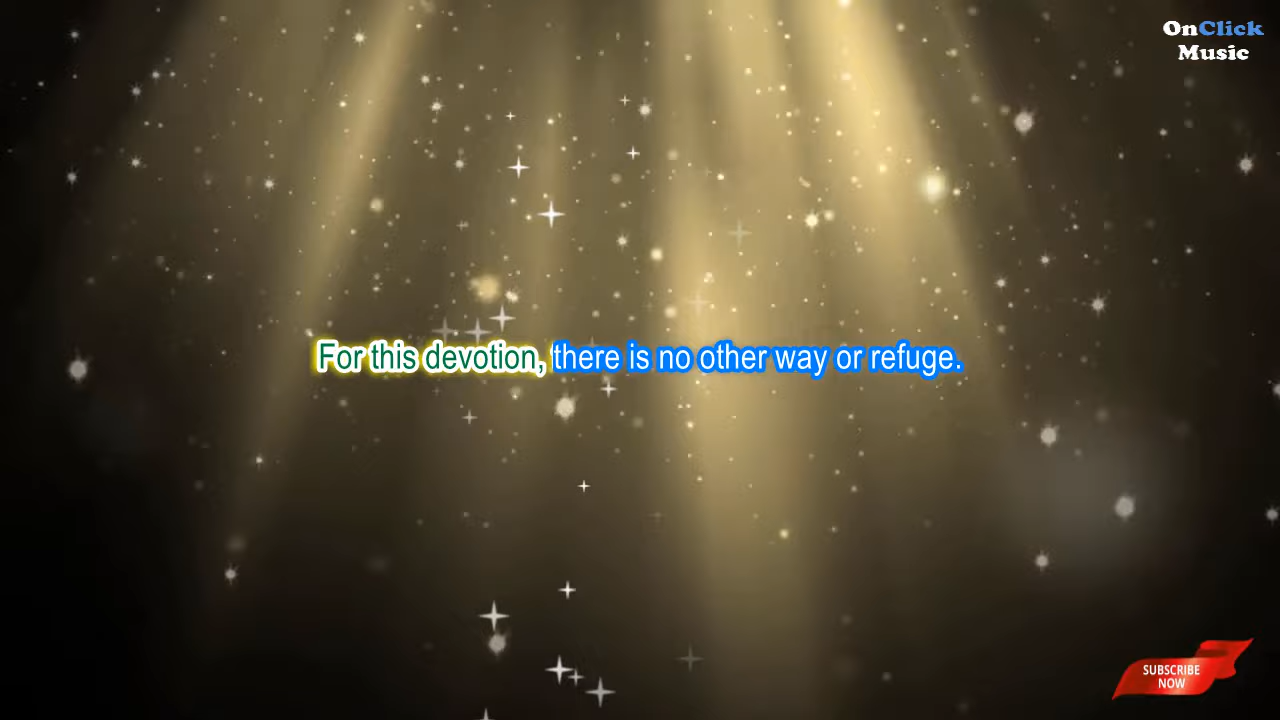 OnClick
Music
For this devotion, there is no other way or refuge.
SUBSCRIBE
NOW